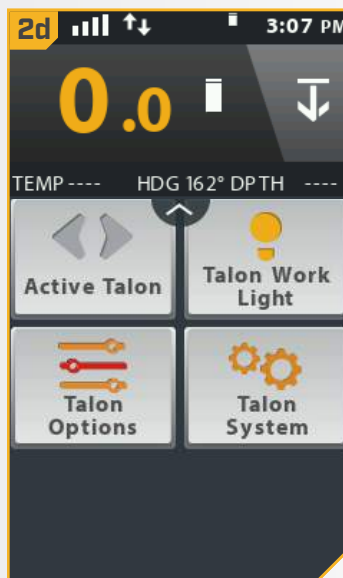 2d 3:07 PM
0.0
TEMP ---- HDG 162° DPTH ----
Active Talon
Talon Work
Light
Talon
Options
Talon
System